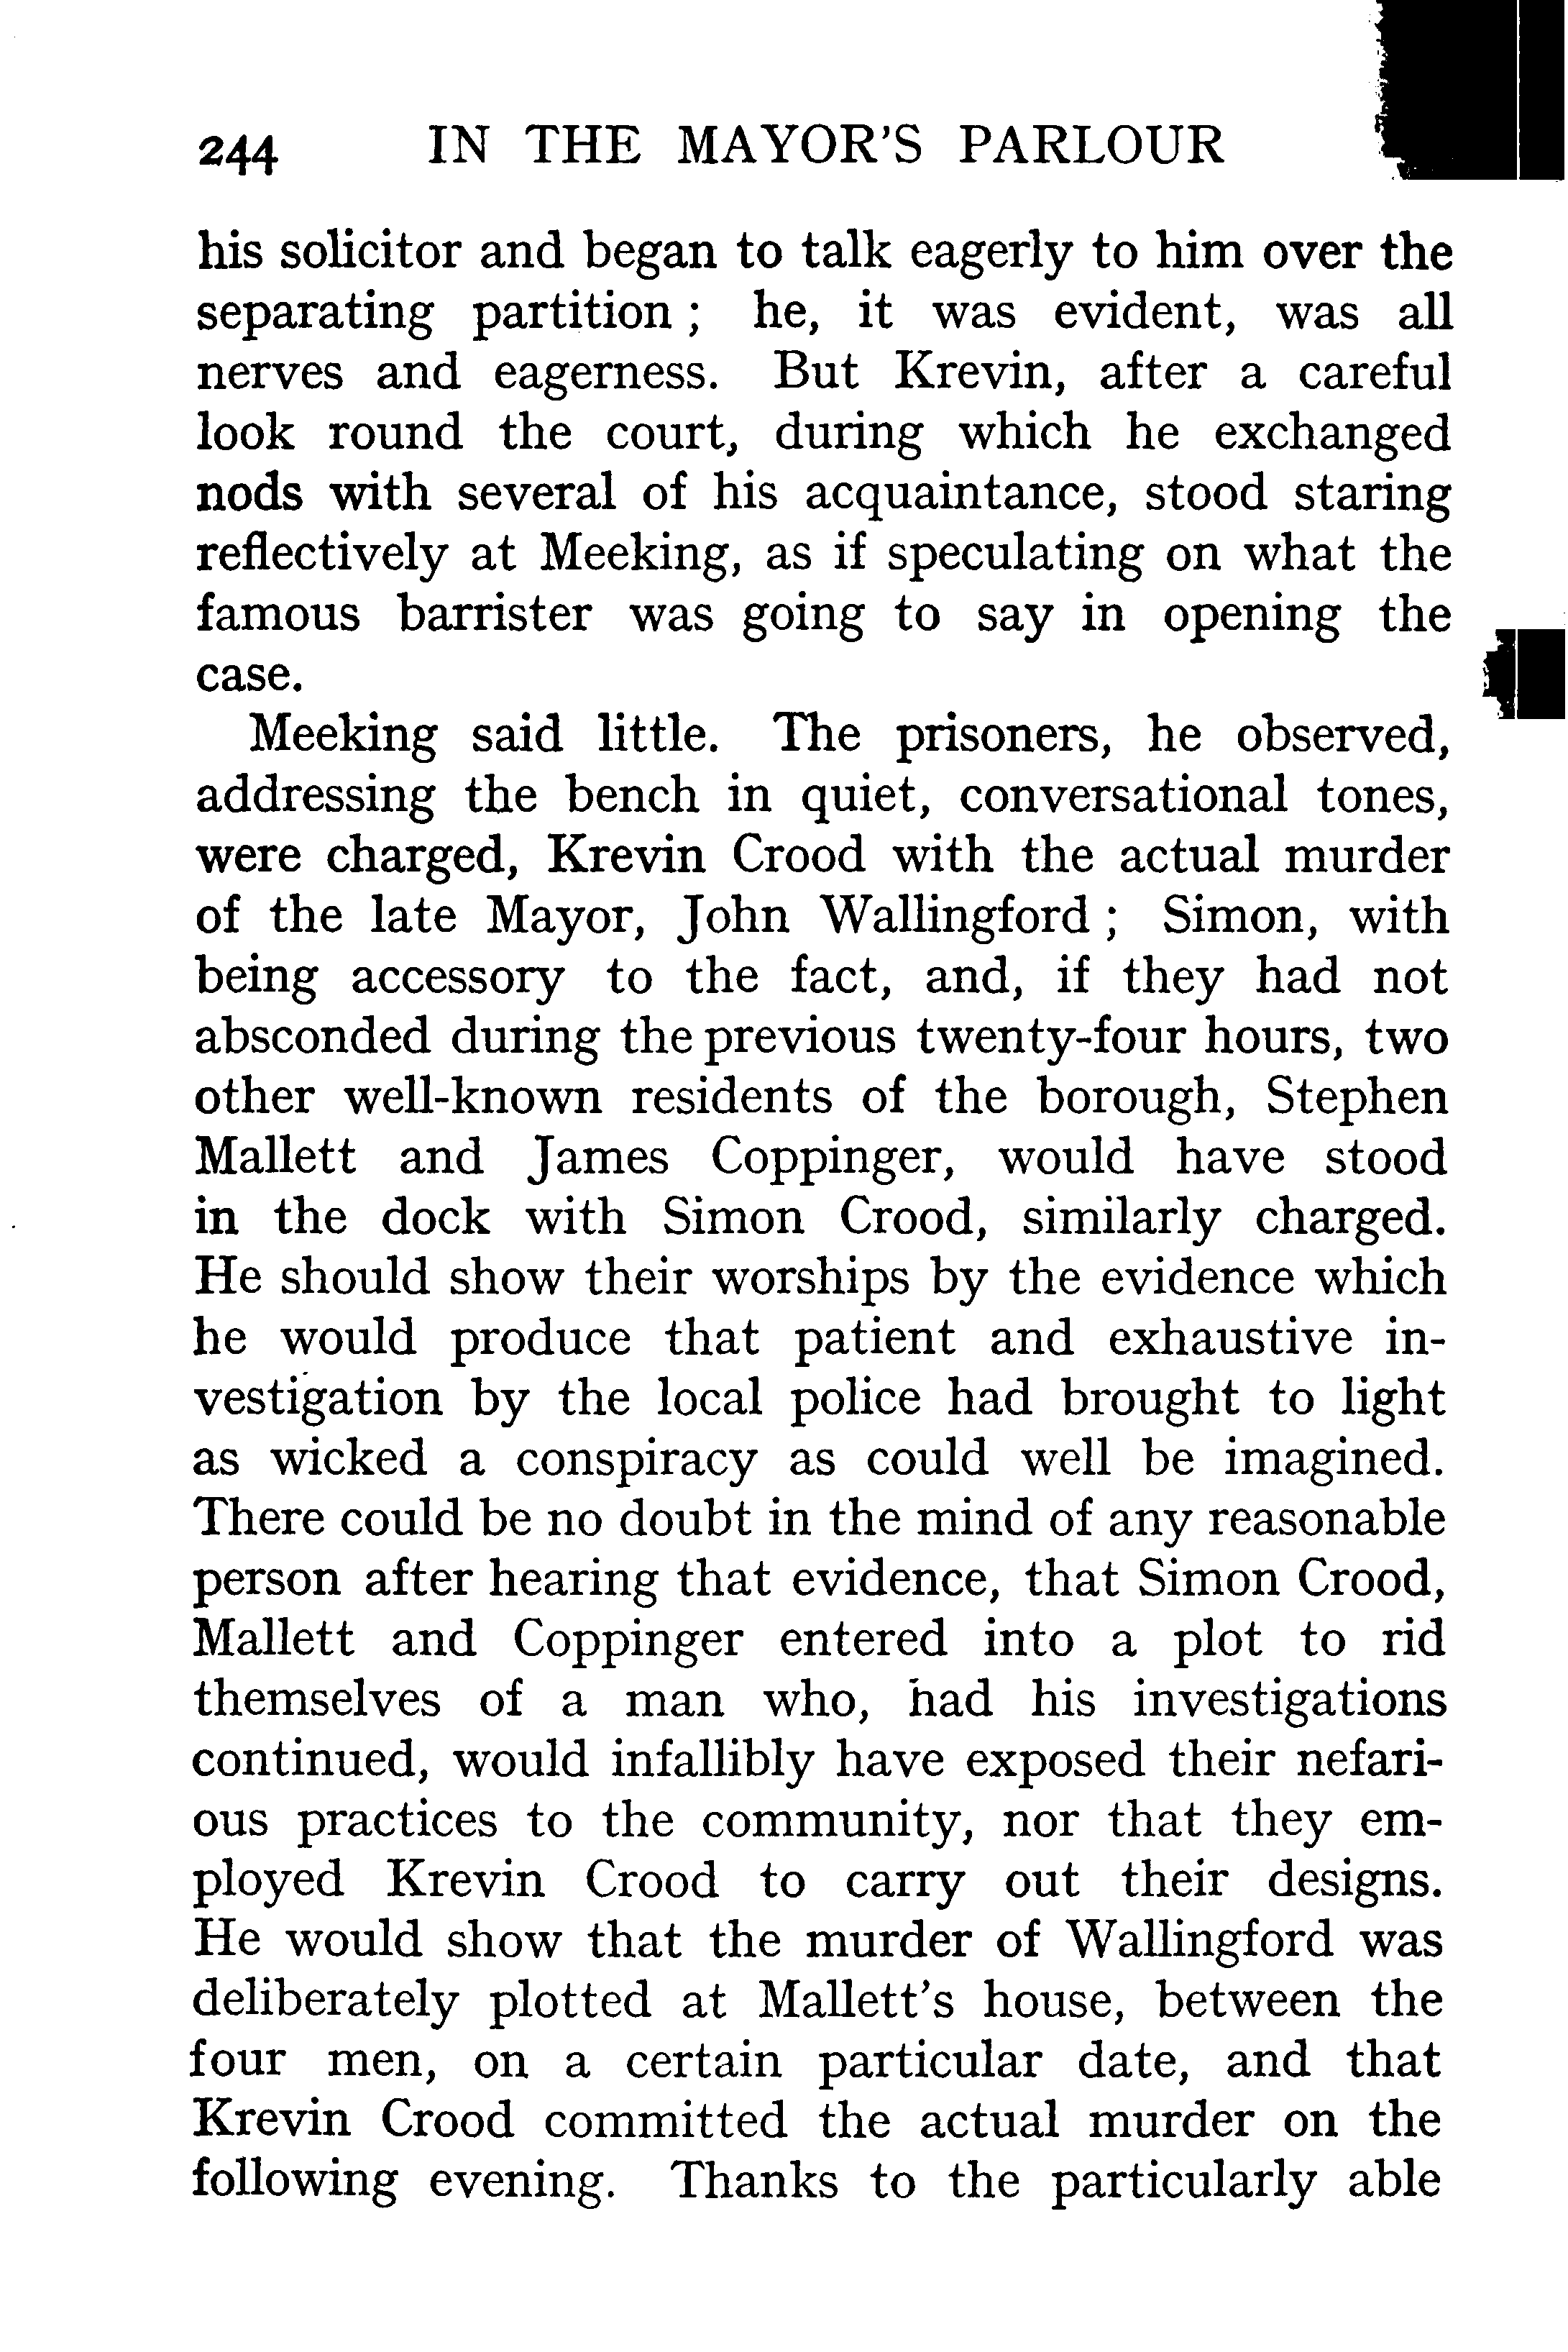 244 IN THE MAYOR'S PARLOUR
his solicitor and began to talk eagerly to him over the
separating partition ; he, it was evident, was all
nerves and eagerness. But Krevin, after a careful
look round the court, during which he exchanged
nods with several of his acquaintance, stood staring
reflectively at Meeking, as if speculating on what the
famous barrister was going to say in opening the
case.
Meeking said little. The prisoners, he observed,
addressing the bench in quiet, conversational tones,
were charged, Krevin Crood with the actual murder
of the late Mayor, John Wallingford ; Simon, with
being accessory to the fact, and, if they had not
absconded during the previous twenty-four hours, two
other well-known residents of the borough, Stephen
Mallett and James Coppinger, would have stood
in the dock with Simon Crood, similarly charged.
He should show their worships by the evidence which
he would produce that patient and exhaustive in-
vestigation by the local police had brought to light
as wicked a conspiracy as could well be imagined.
There could be no doubt in the mind of any reasonable
person after hearing that evidence, that Simon Crood,
Mallett and Coppinger entered into a plot to rid
themselves of a man who, had his investigations
continued, would infallibly have exposed their nefari-
ous practices to the community, nor that they em-
ployed Krevin Crood to carry out their designs.
He would show that the murder of Wallingford was
deliberately plotted at Mallett's house, between the
four men, on a certain particular date, and that
Krevin Crood committed the actual murder on the
following evening. Thanks to the particularly able